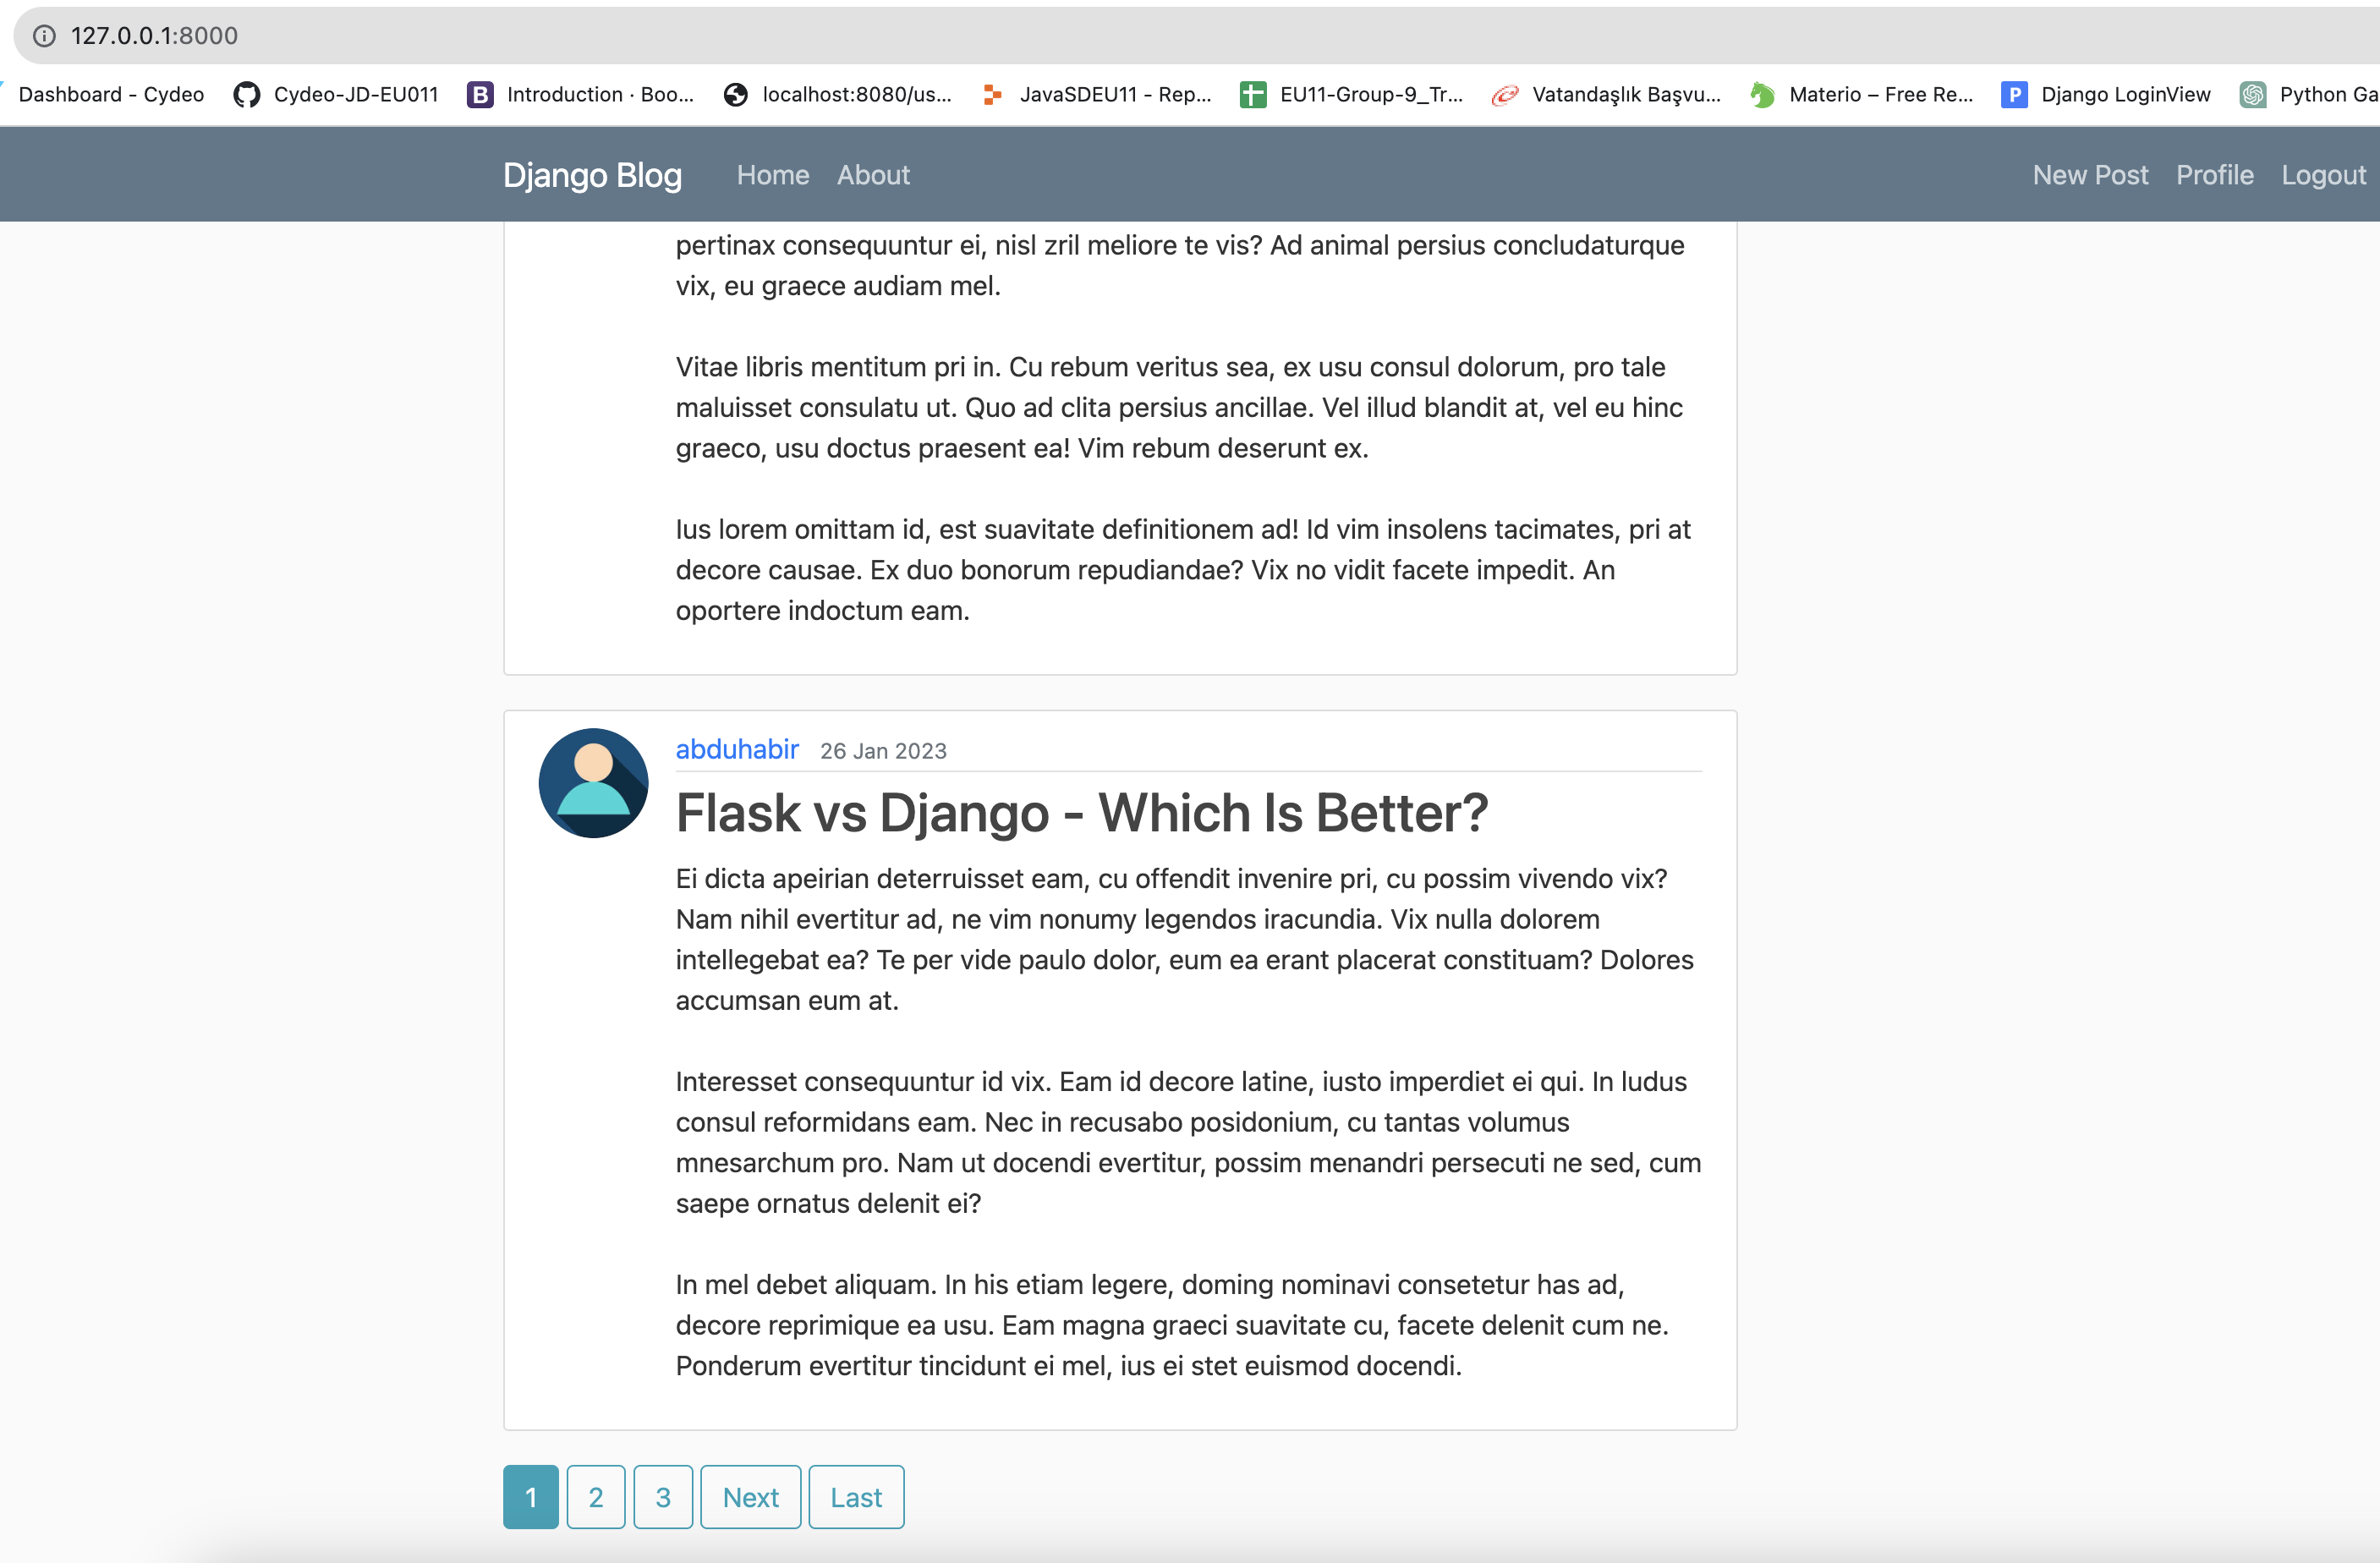 127.0.0.1:8000
Dashboard - Cydeo Cydeo-JD-EU011 B Introduction · Boo... localhost:8080/us... JavaSDEU11 - Rep... EU11-Group-9_Tr... Vatandaşlık Başvu... Materio – Free Re... P Django LoginView Python Ga
Django Blog Home About New Post Profile Logout
pertinax consequuntur ei, nisl zril meliore te vis? Ad animal persius concludaturque
vix, eu graece audiam mel.
Vitae libris mentitum pri in. Cu rebum veritus sea, ex usu consul dolorum, pro tale
maluisset consulatu ut. Quo ad clita persius ancillae. Vel illud blandit at, vel eu hinc
graeco, usu doctus praesent ea! Vim rebum deserunt ex.
Ius lorem omittam id, est suavitate definitionem ad! Id vim insolens tacimates, pri at
decore causae. Ex duo bonorum repudiandae? Vix no vidit facete impedit. An
oportere indoctum eam.
abduhabir 26 Jan 2023
Flask vs Django - Which Is Better?
Ei dicta apeirian deterruisset eam, cu offendit invenire pri, cu possim vivendo vix?
Nam nihil evertitur ad, ne vim nonumy legendos iracundia. Vix nulla dolorem
intellegebat ea? Te per vide paulo dolor, eum ea erant placerat constituam? Dolores
accumsan eum at.
Interesset consequuntur id vix. Eam id decore latine, iusto imperdiet ei qui. In ludus
consul reformidans eam. Nec in recusabo posidonium, cu tantas volumus
mnesarchum pro. Nam ut docendi evertitur, possim menandri persecuti ne sed, cum
saepe ornatus delenit ei?
In mel debet aliquam. In his etiam legere, doming nominavi consetetur has ad,
decore reprimique ea usu. Eam magna graeci suavitate cu, facete delenit cum ne.
Ponderum evertitur tincidunt ei mel, ius ei stet euismod docendi.
1 2 3 Next Last